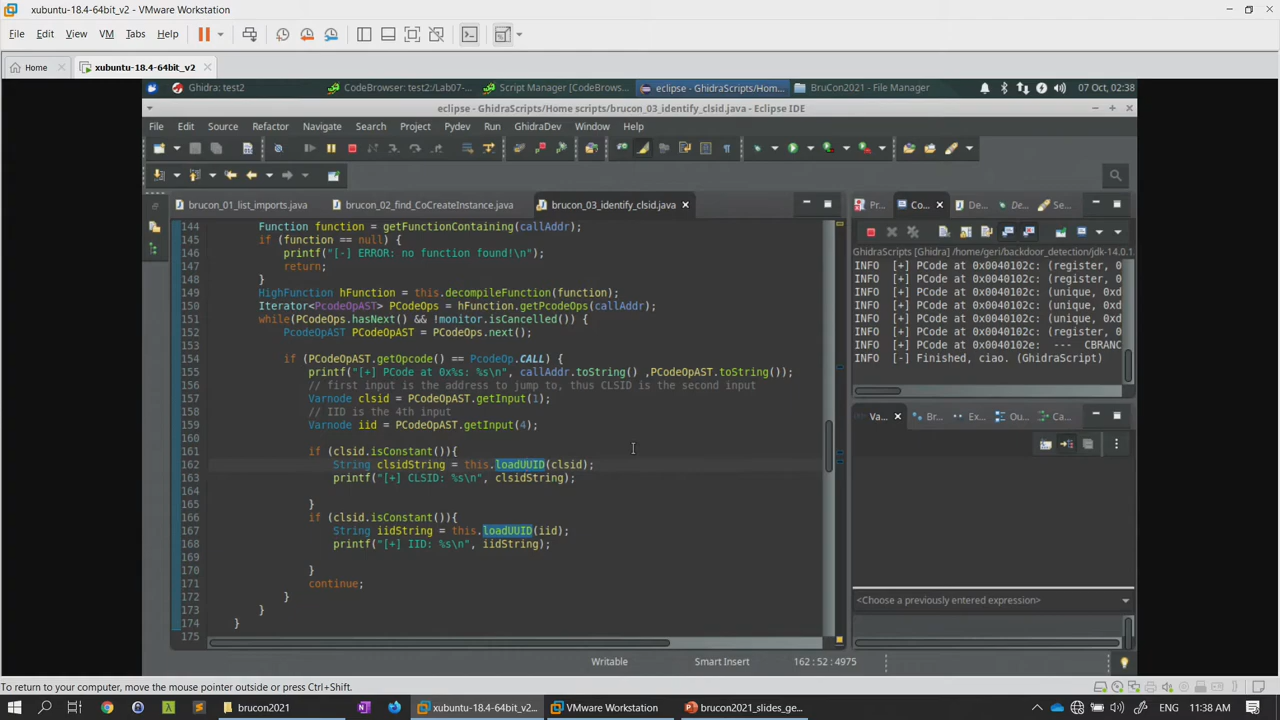 xubuntu-18.4-64bit_v2 - VMware Workstation
File Edit View VM Tabs Help
Home xubuntu-18.4-64bit_v2
Ghidra: test2 CodeBrowser: test2:/Lab07-... Script Manager [CodeBrows... eclipse - GhidraScripts/Hom... BruCon2021 - File Manager 07 Oct, 02:38
eclipse - GhidraScripts/Home scripts/brucon_03_identify_clsid.java - Eclipse IDE
File Edit Source Refactor Navigate Search Project Pydev Run GhidraDev Window Help
brucon_01_list_imports.java brucon_02_find_CoCreateInstance.java brucon_03_identify_clsid.java
Pr... Co... De... De... Se...
144 Function function = getFunctionContaining(callAddr);
145 if (function == null) {
146 printf("[-] ERROR: no function found!\n");
147 return;
148 }
149 HighFunction hFunction = this.decompileFunction(function);
150 Iterator<PcodeOpAST> PCodeOps = hFunction.getPcodeOps(callAddr);
151 while(PCodeOps.hasNext() && !monitor.isCancelled()) {
152 PcodeOpAST PCodeOpAST = PCodeOps.next();
153
154 if (PCodeOpAST.getOpcode() == PcodeOp.CALL) {
155 printf("[+] PCode at 0x%s: %s\n", callAddr.toString() ,PCodeOpAST.toString());
156 // first input is the address to jump to, thus CLSID is the second input
157 Varnode clsid = PCodeOpAST.getInput(1);
158 // IID is the 4th input
159 Varnode iid = PCodeOpAST.getInput(4);
160
161 if (clsid.isConstant()){
162 String clsidString = this.loadUUID(clsid);
163 printf("[+] CLSID: %s\n", clsidString);
164
165 }
166 if (clsid.isConstant()){
167 String iidString = this.loadUUID(iid);
168 printf("[+] IID: %s\n", iidString);
169
170 }
171 continue;
172 }
173 }
174 }
175
GhidraScripts [Ghidra] /home/geri/backdoor_detection/jdk-14.0.1
INFO [+] PCode at 0x0040102c: (register, 0
INFO [+] PCode at 0x0040102c: (unique, 0xd
INFO [+] PCode at 0x0040102c: (register, 0
INFO [+] PCode at 0x0040102c: (unique, 0xd
INFO [+] PCode at 0x0040102c: (register, 0
INFO [+] PCode at 0x0040102e: --- CBRANC
INFO [-] Finished, ciao. (GhidraScript)
Va... Br... Ex... Ou... Ca...
<Choose a previously entered expression>
Writable Smart Insert 162 : 52 : 4975
To return to your computer, move the mouse pointer outside or press Ctrl+Shift.
brucon2021 xubuntu-18.4-64bit_v2... VMware Workstation brucon2021_slides_ge... 11:38 AM